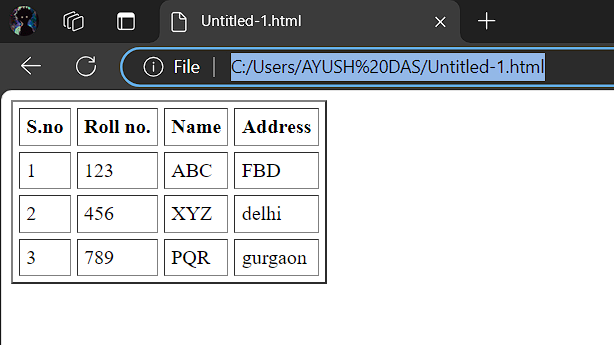 Untitled-1.html
File C:/Users/AYUSH%20DAS/Untitled-1.html
S.no Roll no. Name Address
1 123 ABC FBD
2 456 XYZ delhi
3 789 PQR gurgaon